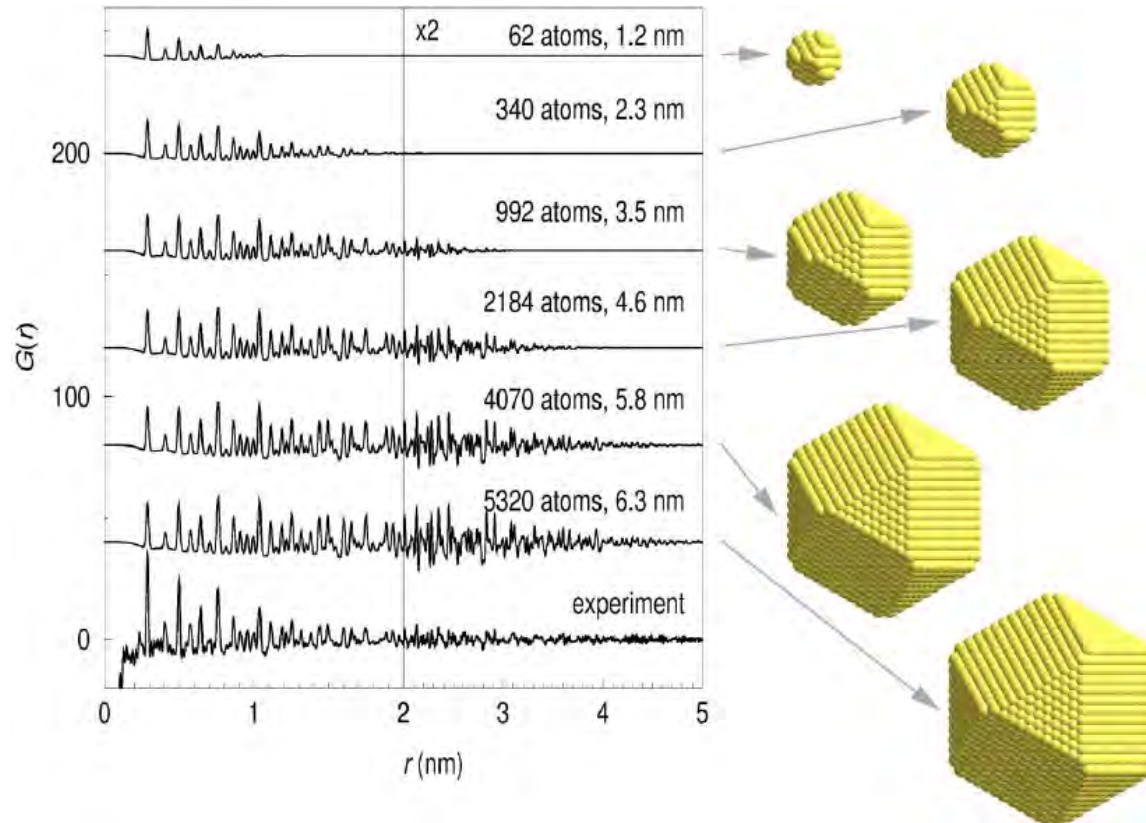 x2
62 atoms, 1.2 nm
340 atoms, 2.3 nm
200
992 atoms, 3.5 nm
2184 atoms, 4.6 nm
G(r)
100
4070 atoms, 5.8 nm
5320 atoms, 6.3 nm
experiment
0
0 1 2 3 4 5
r (nm)